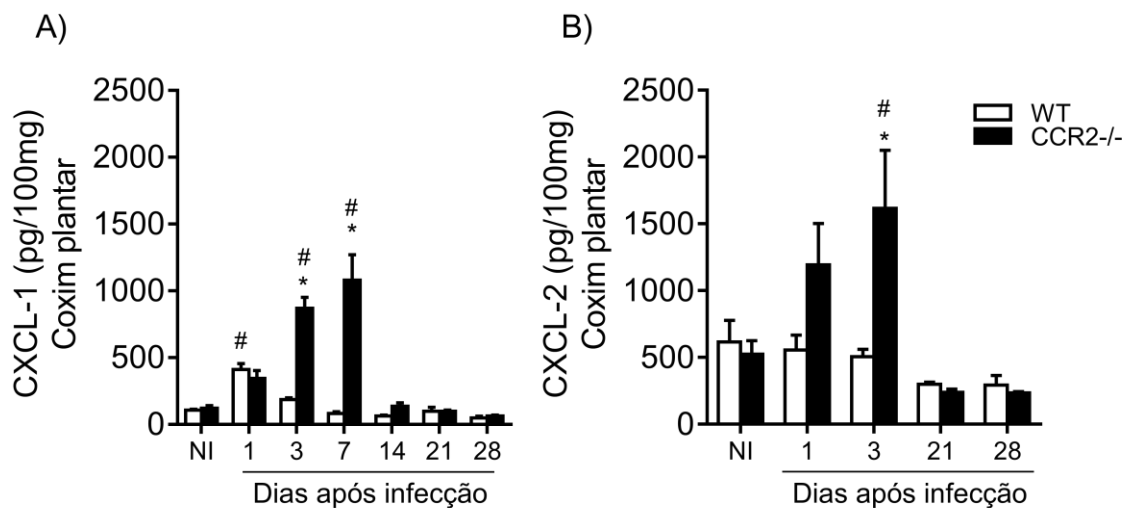 A)
CXCL-1 (pg/100mg)
Coxim plantar
2500
2000
1500
1000
500
0
#
#
*
#
*
NI 1 3 7 14 21 28
Dias após infecção
B)
CXCL-2 (pg/100mg)
Coxim plantar
2500
2000
1500
1000
500
0
#
*
NI 1 3 21 28
Dias após infecção
WT
CCR2-/-